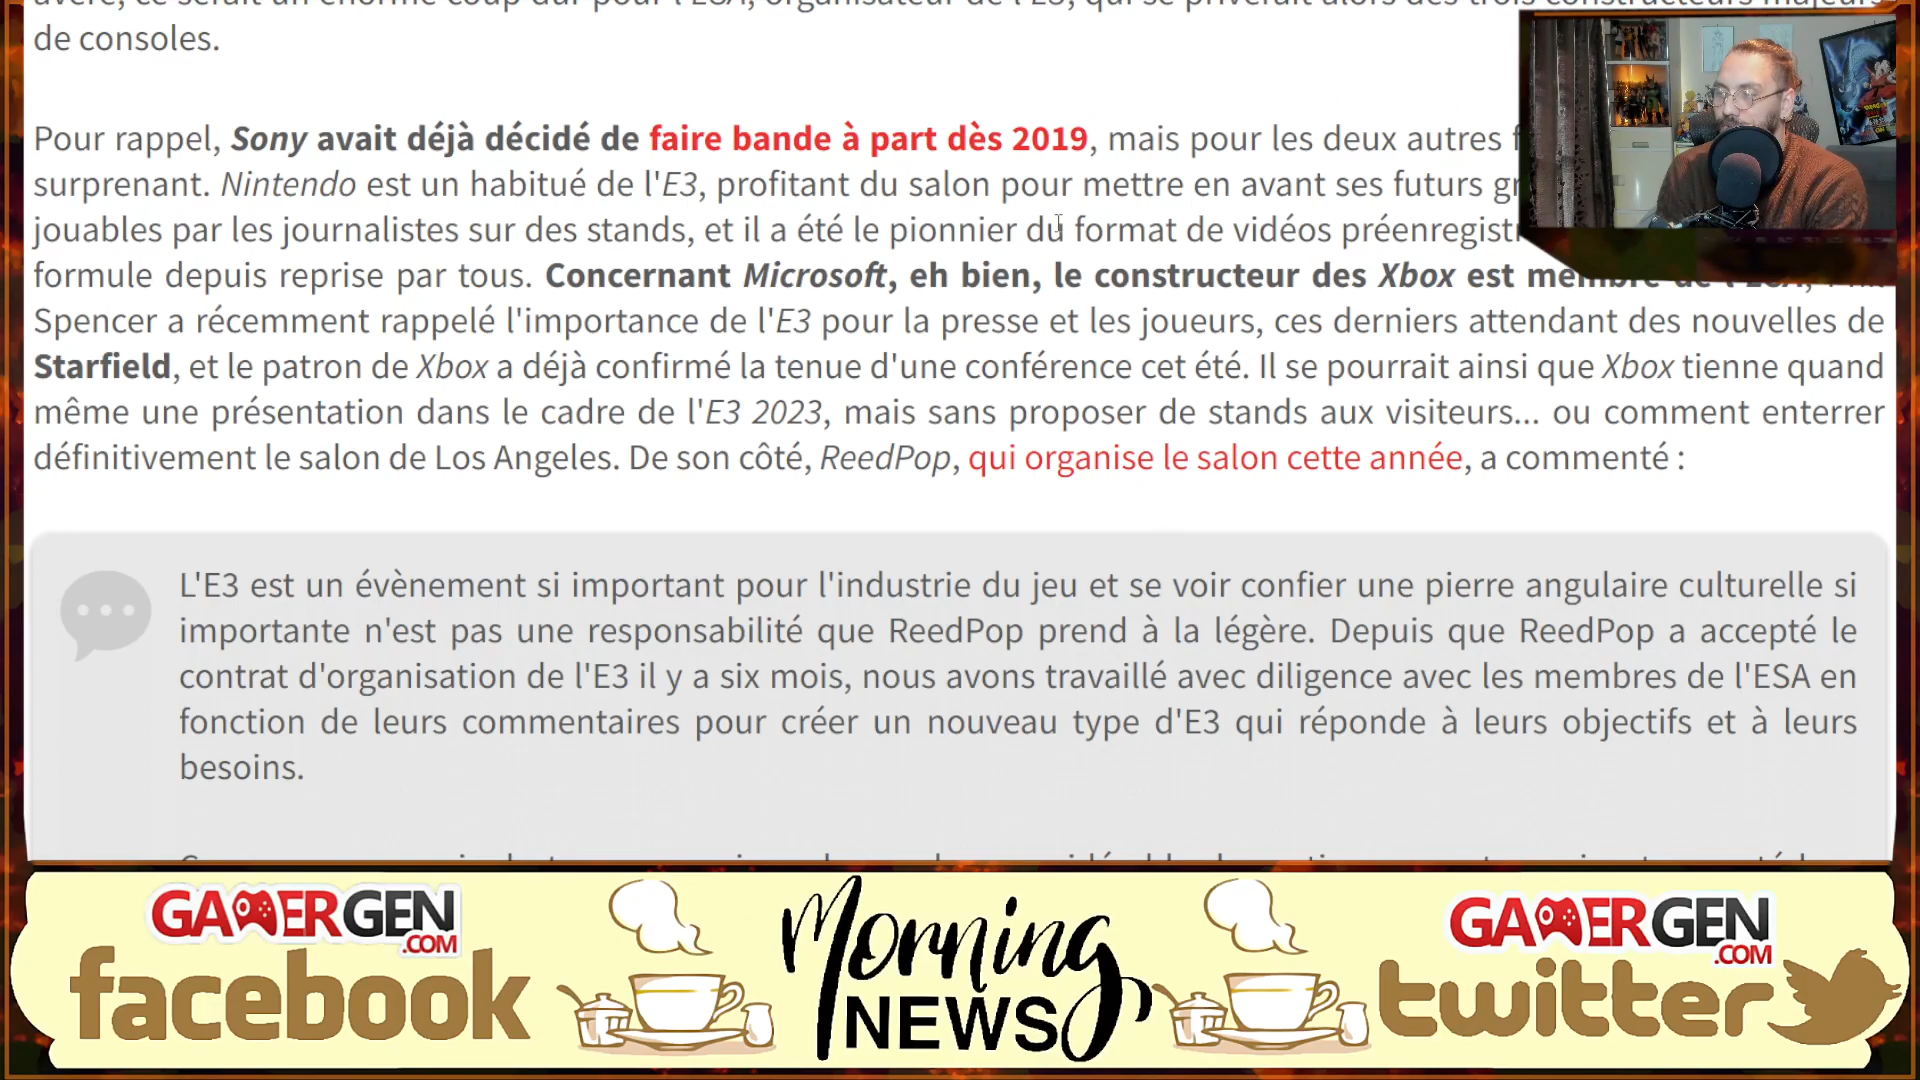 de consoles.
Pour rappel, Sony avait déjà décidé de faire bande à part dès 2019, mais pour les deux autres
surprenant. Nintendo est un habitué de l'E3, profitant du salon pour mettre en avant ses futurs
jouables par les journalistes sur des stands, et il a été le pionnier du format de vidéos
formule depuis reprise par tous. Concernant Microsoft, eh bien, le constructeur des Xbox est
Spencer a récemment rappelé l'importance de l'E3 pour la presse et les joueurs, ces derniers attendant des nouvelles de
Starfield, et le patron de Xbox a déjà confirmé la tenue d'une conférence cet été. Il se pourrait ainsi que Xbox tienne quand
même une présentation dans le cadre de l'E3 2023, mais sans proposer de stands aux visiteurs... ou comment enterrer
définitivement le salon de Los Angeles. De son côté, ReedPop, qui organise le salon cette année, a commenté :
L'E3 est un évènement si important pour l'industrie du jeu et se voir confier une pierre angulaire culturelle si
importante n'est pas une responsabilité que ReedPop prend à la légère. Depuis que ReedPop a accepté le
contrat d'organisation de l'E3 il y a six mois, nous avons travaillé avec diligence avec les membres de l'ESA en
fonction de leurs commentaires pour créer un nouveau type d'E3 qui réponde à leurs objectifs et à leurs
besoins.
GAMERGEN
.COM
facebook
Morning
NEWS
GAMERGEN
.COM
twitter